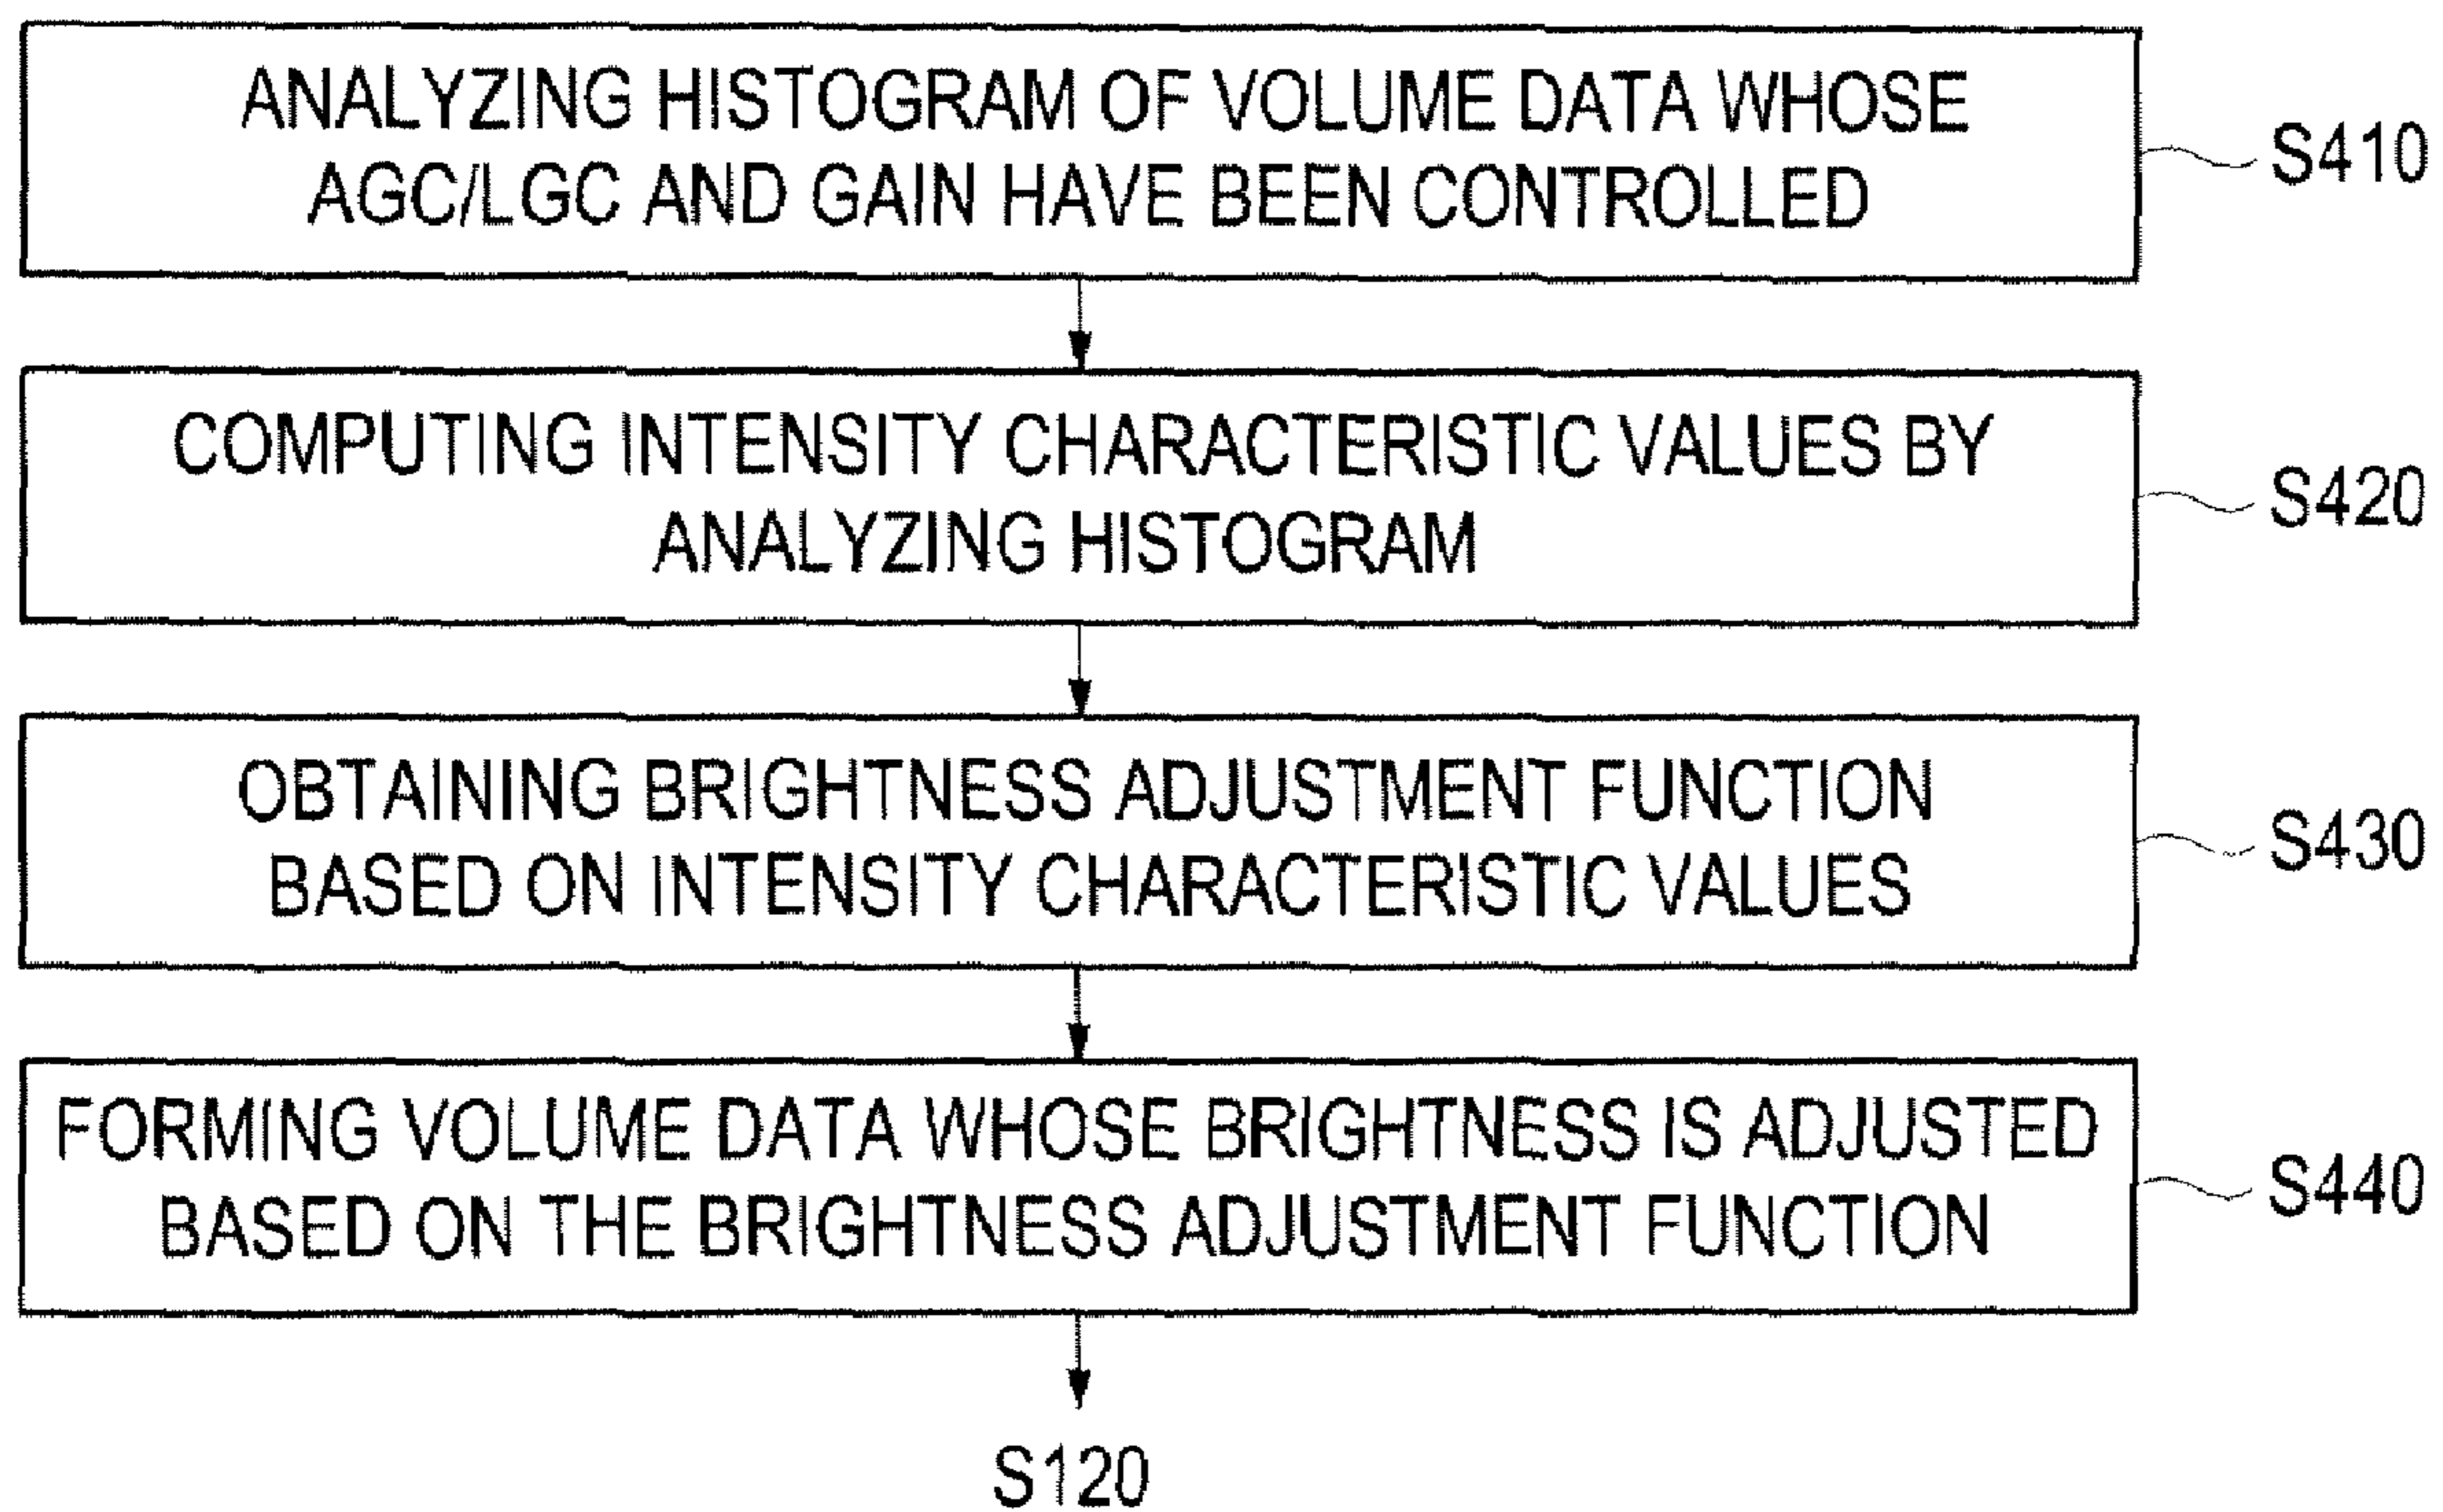 ANALYZING HISTOGRAM OF VOLUME DATA WHOSE
AGC/LGC AND GAIN HAVE BEEN CONTROLLED
S410
COMPUTING INTENSITY CHARACTERISTIC VALUES BY
ANALYZING HISTOGRAM
S420
OBTAINING BRIGHTNESS ADJUSTMENT FUNCTION
BASED ON INTENSITY CHARACTERISTIC VALUES
S430
FORMING VOLUME DATA WHOSE BRIGHTNESS IS ADJUSTED
BASED ON THE BRIGHTNESS ADJUSTMENT FUNCTION
S440
S120